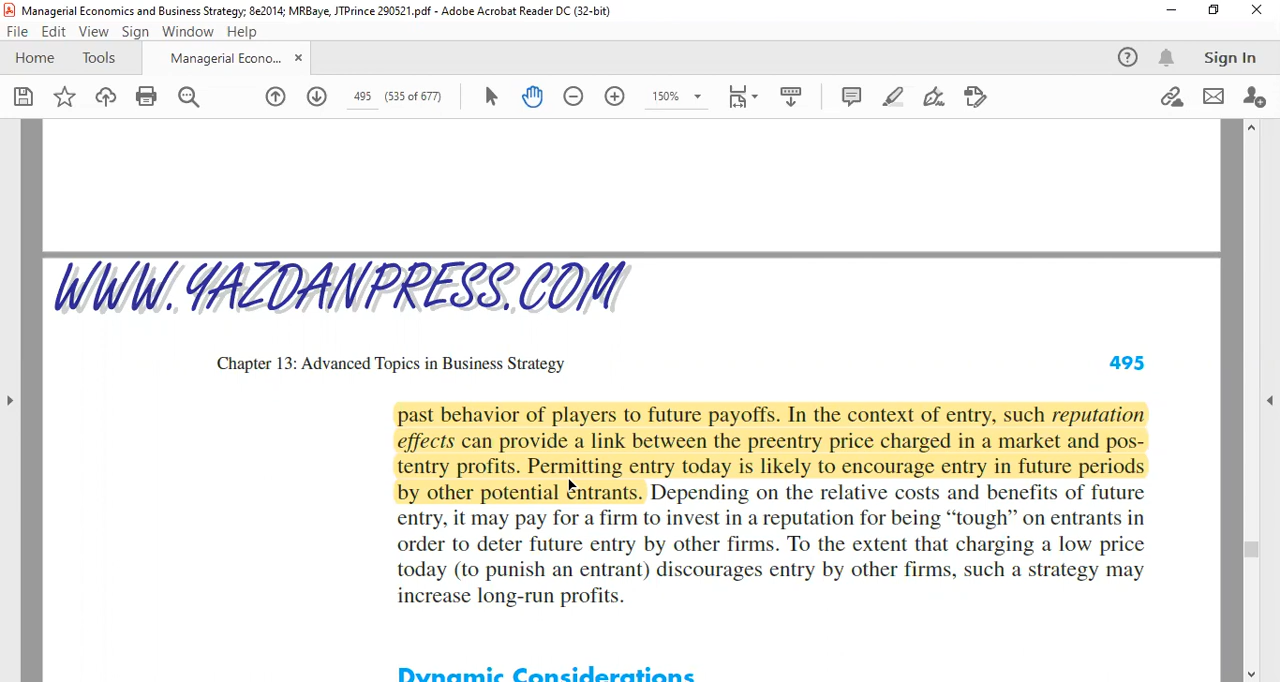 Managerial Economics and Business Strategy; 8e2014; MRBaye, JTPrince 290521.pdf - Adobe Acrobat Reader DC (32-bit)
File Edit View Sign Window Help
Home Tools Managerial Econo... × Sign In
495 (535 of 677) 150%
WWW.YAZDANPRESS.COM
Chapter 13: Advanced Topics in Business Strategy 495
past behavior of players to future payoffs. In the context of entry, such reputation
effects can provide a link between the preentry price charged in a market and pos-
tentry profits. Permitting entry today is likely to encourage entry in future periods
by other potential entrants. Depending on the relative costs and benefits of future
entry, it may pay for a firm to invest in a reputation for being “tough” on entrants in
order to deter future entry by other firms. To the extent that charging a low price
today (to punish an entrant) discourages entry by other firms, such a strategy may
increase long-run profits.
Dynamic Considerations